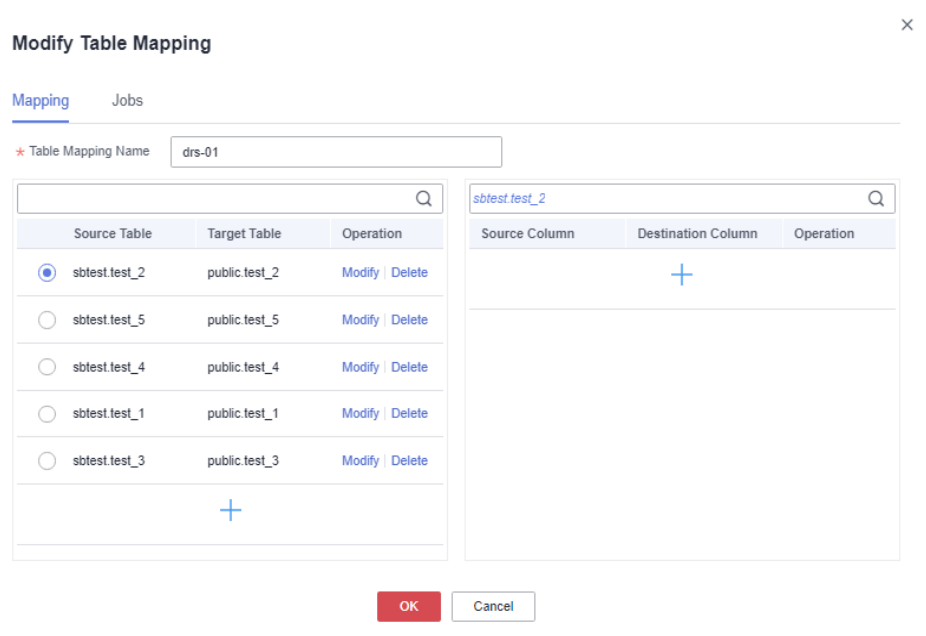 Modify Table Mapping
Mapping Jobs
* Table Mapping Name drs-01
sbtest.test_2
Source Table Target Table Operation
Source Column Destination Column Operation
sbtest.test_2 public.test_2 Modify | Delete
sbtest.test_5 public.test_5 Modify | Delete
sbtest.test_4 public.test_4 Modify | Delete
sbtest.test_1 public.test_1 Modify | Delete
sbtest.test_3 public.test_3 Modify | Delete
OK Cancel